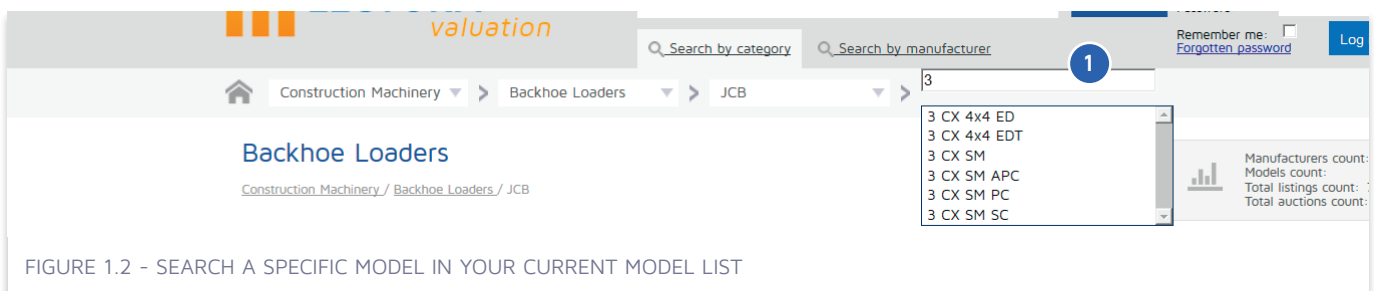 valuation
Search by category
Search by manufacturer
1
Remember me:
Forgotten password
Log
Construction Machinery
Backhoe Loaders
JCB
3
3 CX 4x4 ED
3 CX 4x4 EDT
3 CX SM
3 CX SM APC
3 CX SM PC
3 CX SM SC
Backhoe Loaders
Construction Machinery / Backhoe Loaders / JCB
Manufacturers count:
Models count:
Total listings count:
Total auctions count:
FIGURE 1.2 - SEARCH A SPECIFIC MODEL IN YOUR CURRENT MODEL LIST